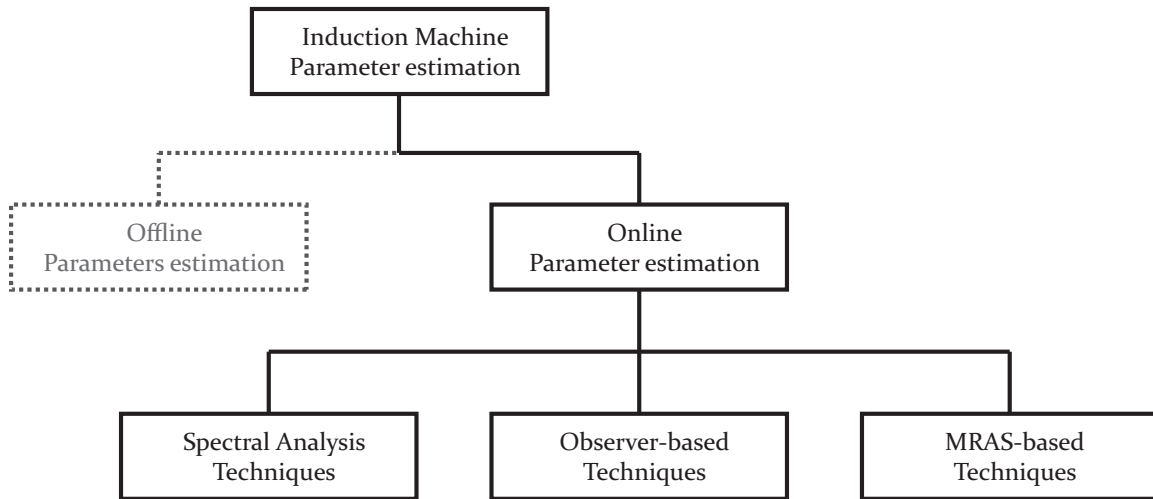 Induction Machine
Parameter estimation
Offline
Parameters estimation
Online
Parameter estimation
Spectral Analysis
Techniques
Observer-based
Techniques
MRAS-based
Techniques